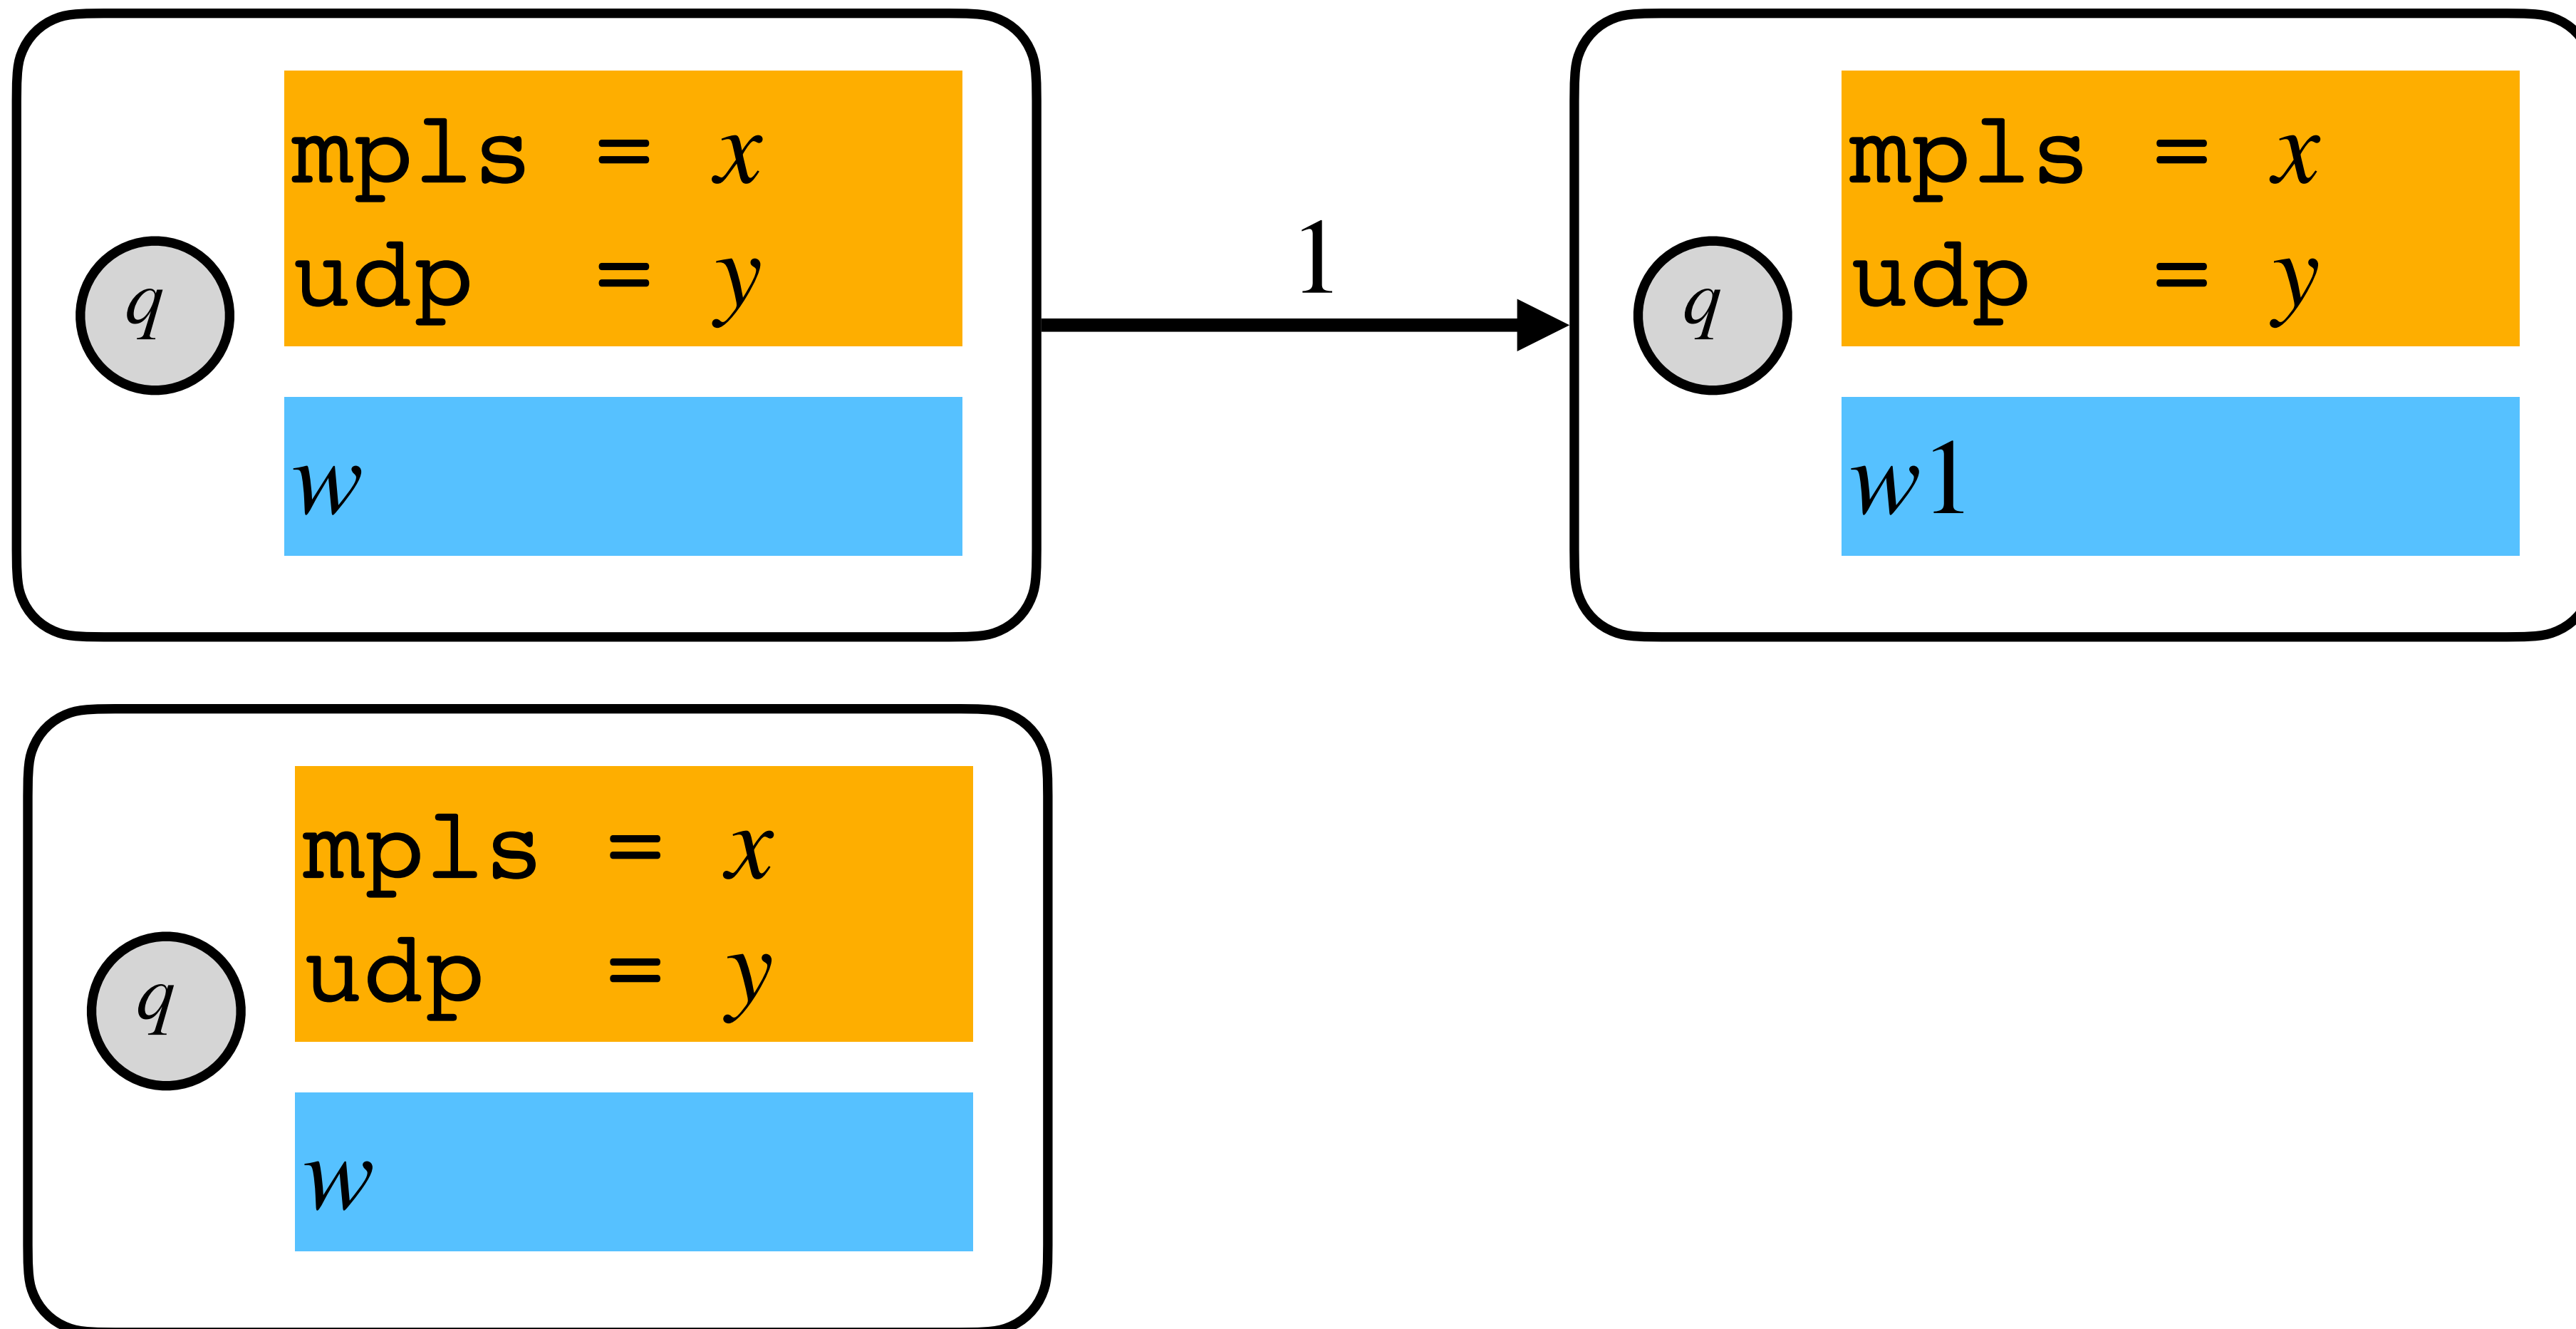 mpls = x
udp = y
q
w
1
mpls = x
udp = y
q
w1
mpls = x
udp = y
q
w